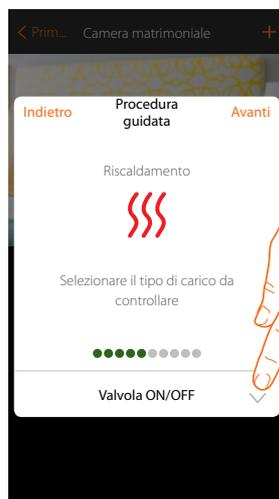 < Prim... Camera matrimoniale +
Indietro Procedura guidata Avanti
Riscaldamento
Selezionare il tipo di carico da
controllare
Valvola ON/OFF